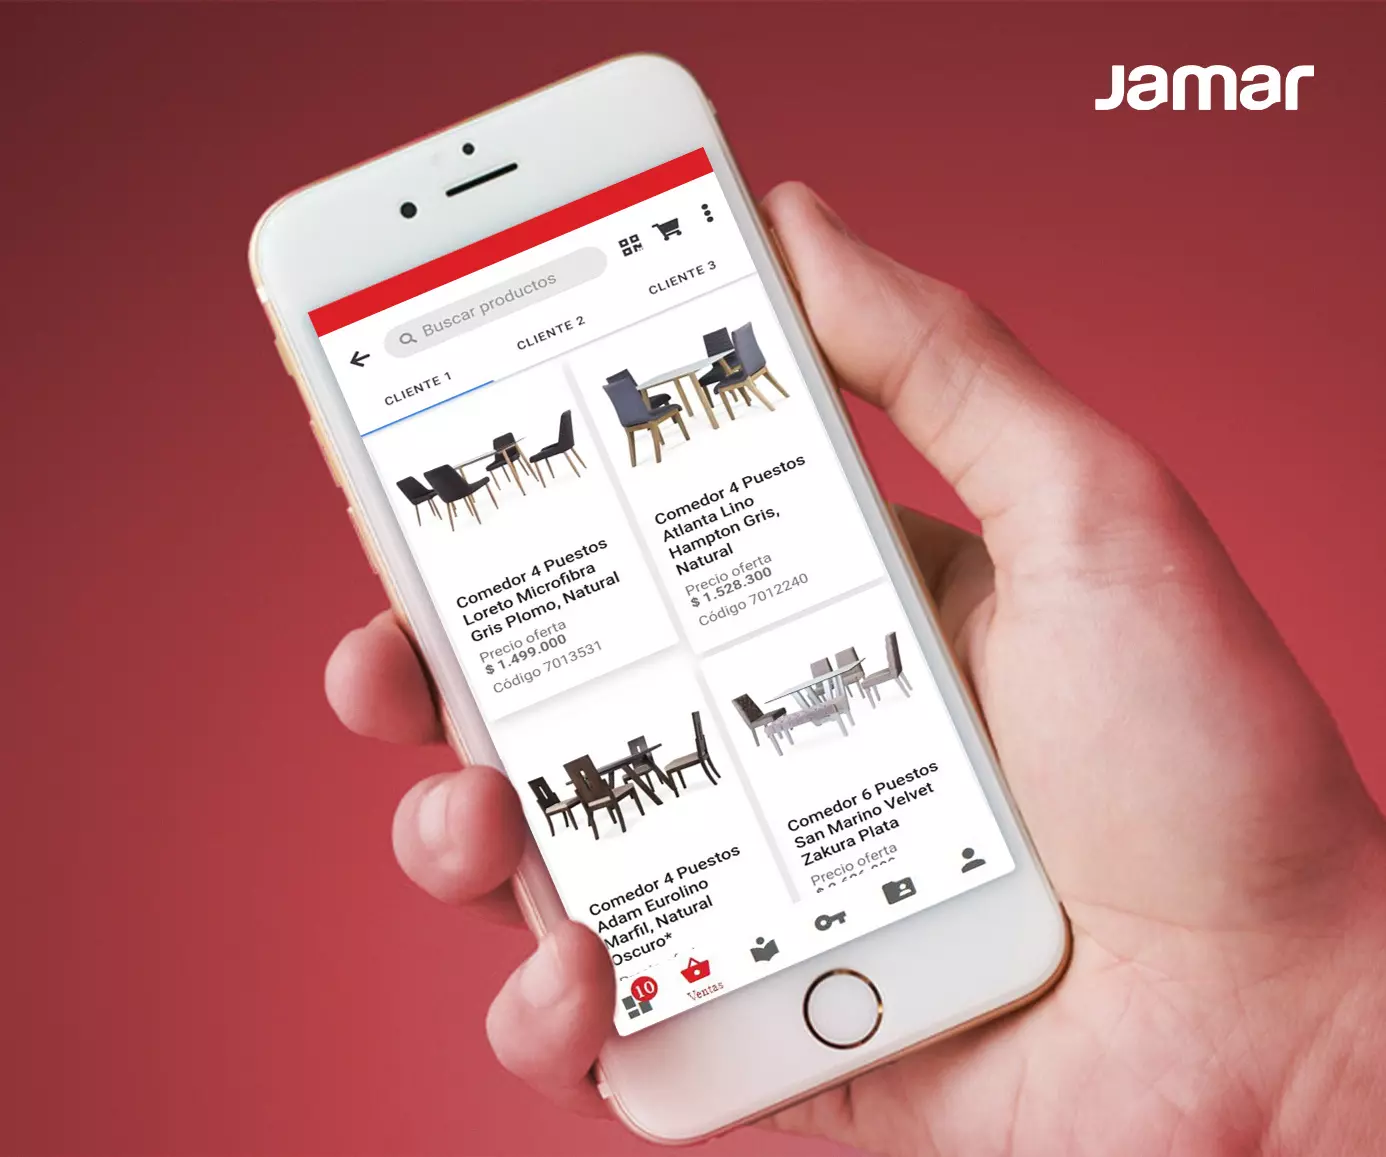 Jamar
Buscar productos
CLIENTE 1
CLIENTE 2
CLIENTE 3
Comedor 4 Puestos
Loreto Microfibra
Gris Plomo, Natural
Precio oferta
$ 1.499.000
Código 7013531
Comedor 4 Puestos
Atlanta Lino
Hampton Gris,
Natural
Precio oferta
$ 1.528.300
Código 7012240
Comedor 4 Puestos
Adam Eurolino
Marfil, Natural
Oscuro*
Comedor 6 Puestos
San Marino Velvet
Zakura Plata
Precio oferta
10
Ventas